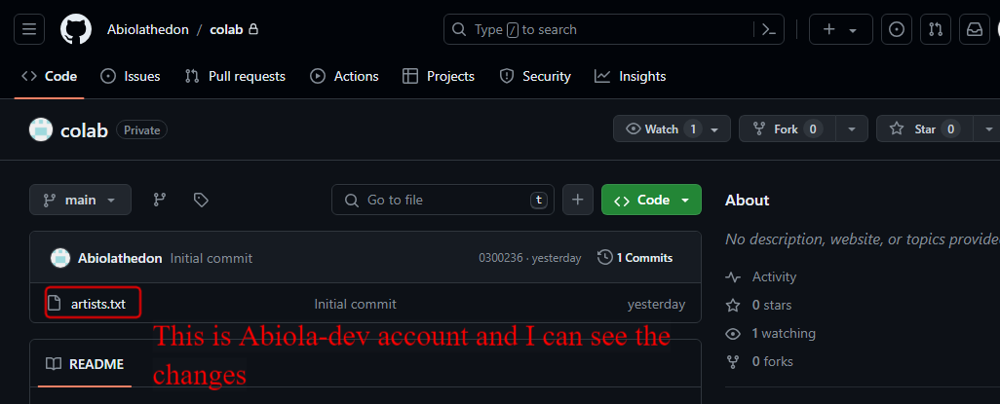 Abiolathedon / colab
Type / to search
Code
Issues
Pull requests
Actions
Projects
Security
Insights
colab Private
Watch 1
Fork 0
Star 0
main
Go to file t
Code
About
No description, website, or topics provided
Abiolathedon Initial commit
0300236 · yesterday
1 Commits
artists.txt
Initial commit
yesterday
Activity
0 stars
1 watching
0 forks
This is Abiola-dev account and I can see the
changes
README